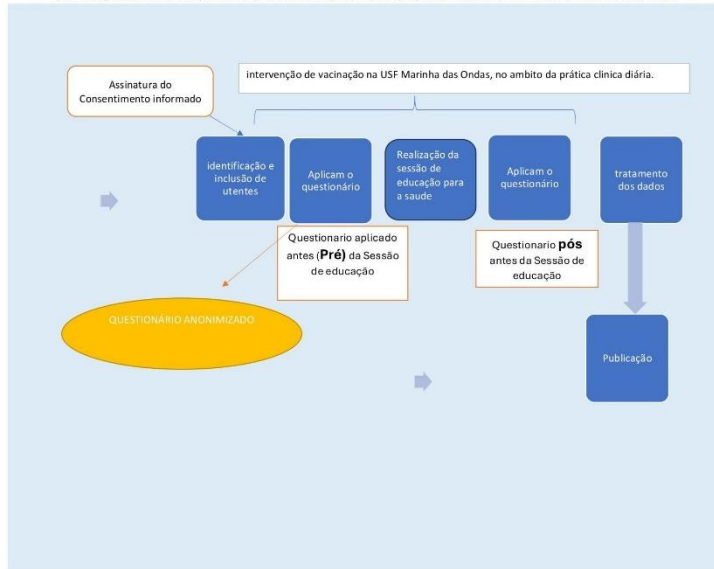 intervenção de vacinação na USF Marinha das Ondas, no ambito da prática clinica diária.
Assinatura do
Consentimento informado
identificação e
inclusão de
utentes
Aplicam o
questionário
Realização da
sessão de
educação para
a saude
Aplicam o
questionário
tratamento
dos dados
Questionario aplicado
antes (Pré) da Sessão
de educação
Questionario pós
antes da Sessão de
educação
QUESTIONÁRIO ANONIMIZADO
Publicação